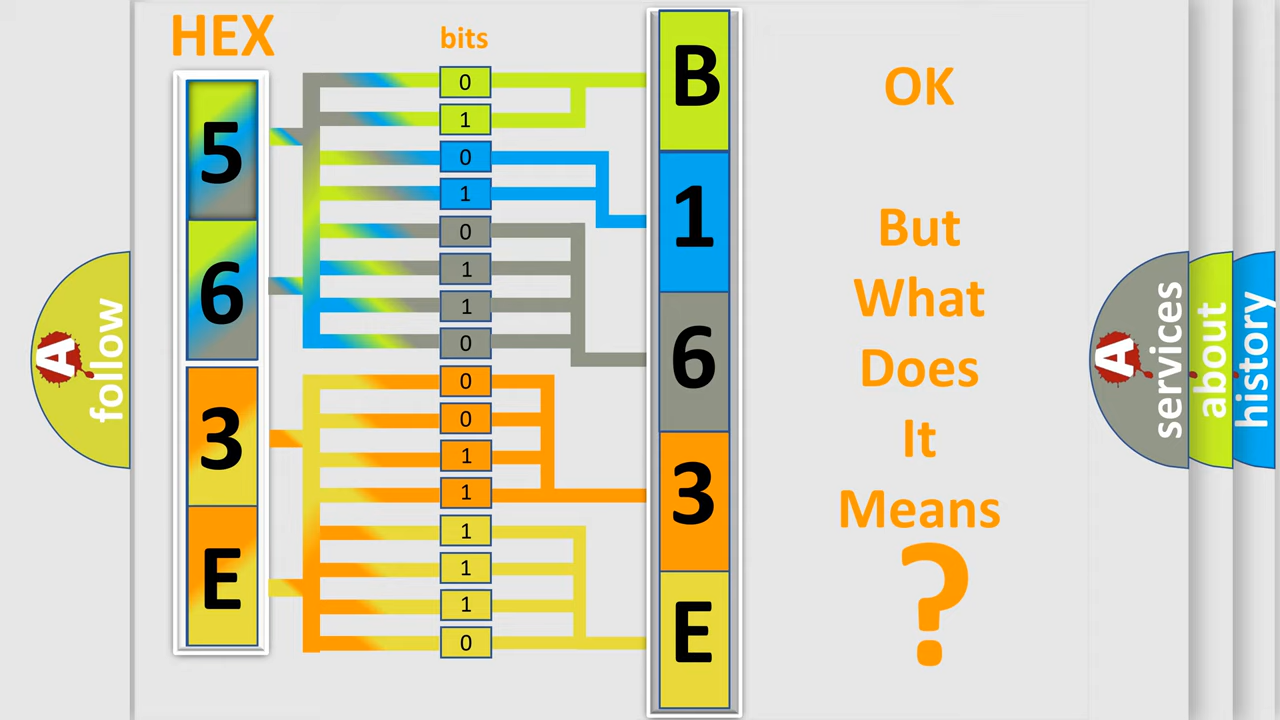 HEX
bits
5
6
3
E
0
1
0
1
0
1
1
0
0
0
1
1
1
1
1
0
B
1
6
3
E
OK
But
What
Does
It
Means
?
A
follow
A
services
about
history